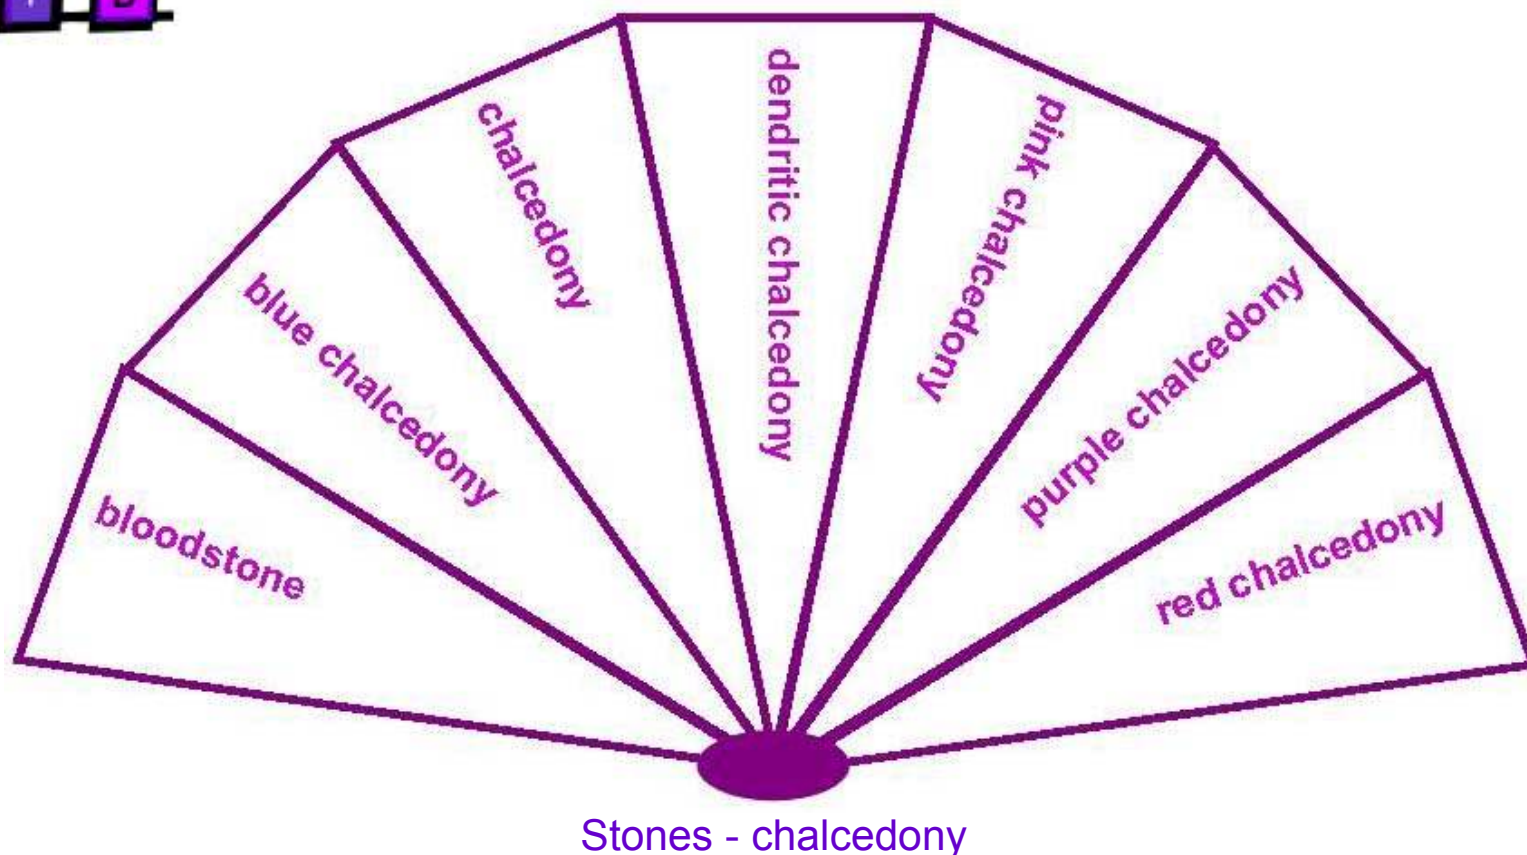 bloodstone
blue chalcedony
chalcedony
dendritic chalcedony
pink chalcedony
purple chalcedony
red chalcedony
Stones - chalcedony